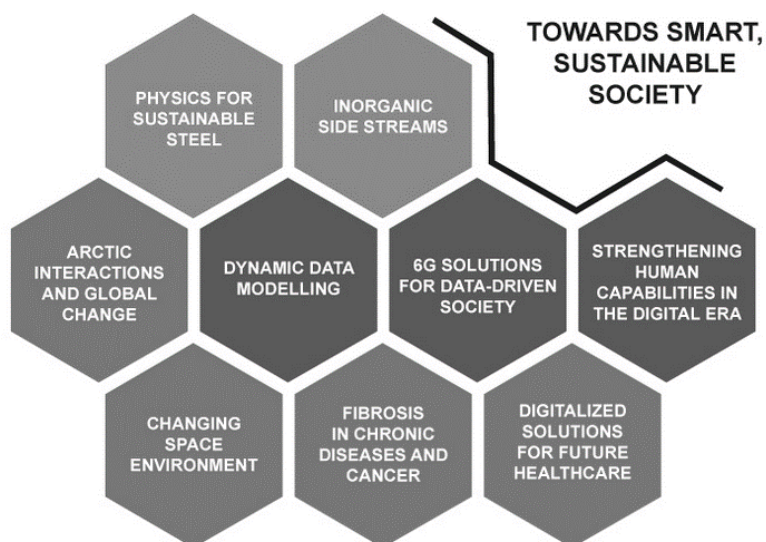 TOWARDS SMART,
SUSTAINABLE
SOCIETY
PHYSICS FOR
SUSTAINABLE
STEEL
INORGANIC
SIDE STREAMS
ARCTIC
INTERACTIONS
AND GLOBAL
CHANGE
DYNAMIC DATA
MODELLING
6G SOLUTIONS
FOR DATA-DRIVEN
SOCIETY
STRENGTHENING
HUMAN
CAPABILITIES IN
THE DIGITAL ERA
CHANGING
SPACE
ENVIRONMENT
FIBROSIS
IN CHRONIC
DISEASES AND
CANCER
DIGITALIZED
SOLUTIONS
FOR FUTURE
HEALTHCARE